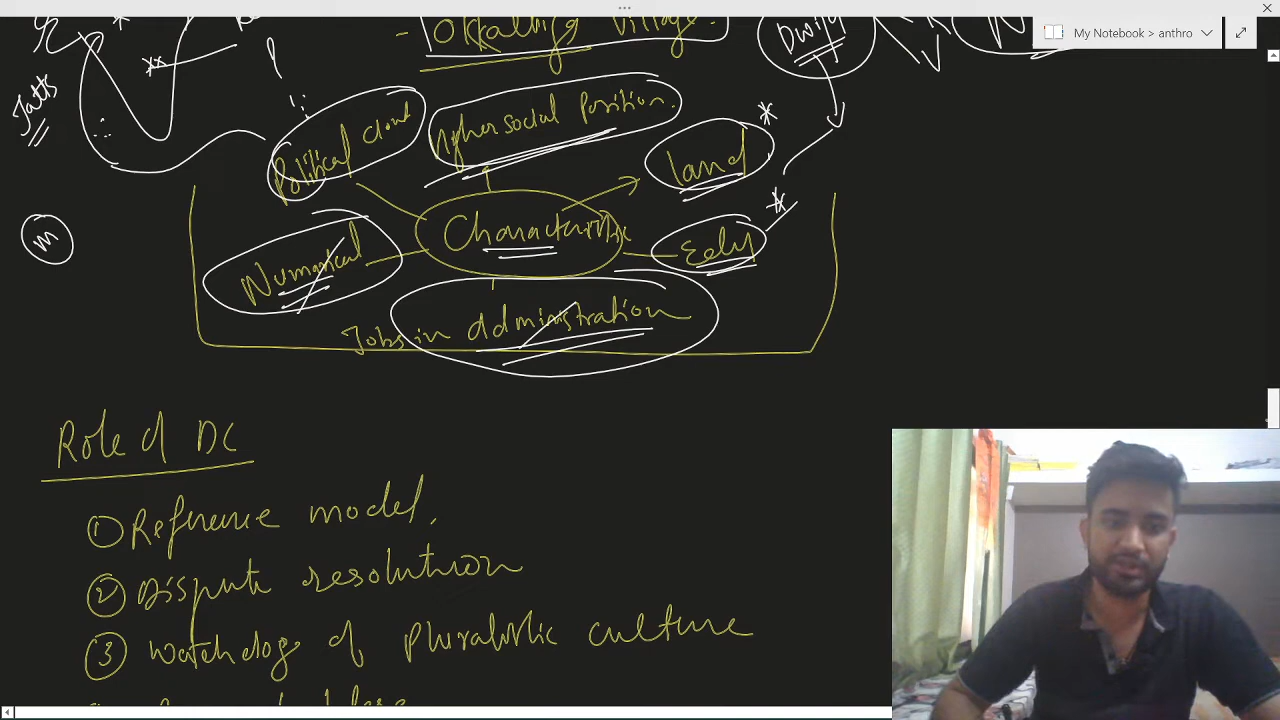 My Notebook > anthro
- Okkaliga village.
Dwija
Jatts
**
Political clout
Higher social position.
land *
Characteristic
Edu *
m
Numerical
Jobs in administration
Role of DC
① Reference model.
② Dispute resolution
③ Watchdog of Pluralistic culture